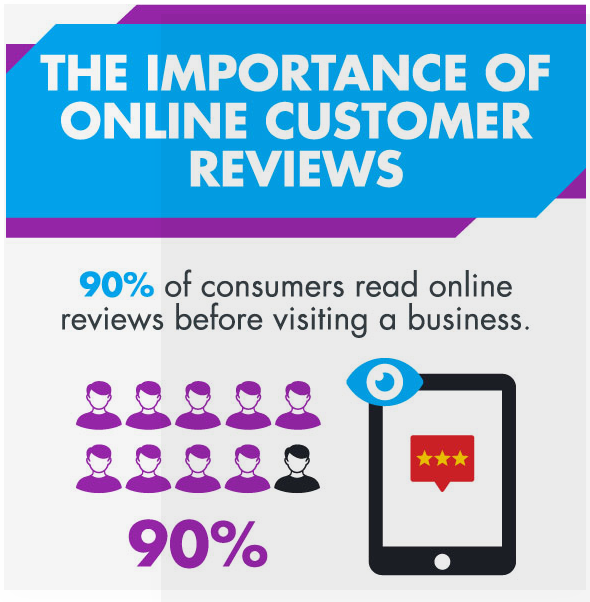 THE IMPORTANCE OF
ONLINE CUSTOMER
REVIEWS
90% of consumers read online
reviews before visiting a business.
90%